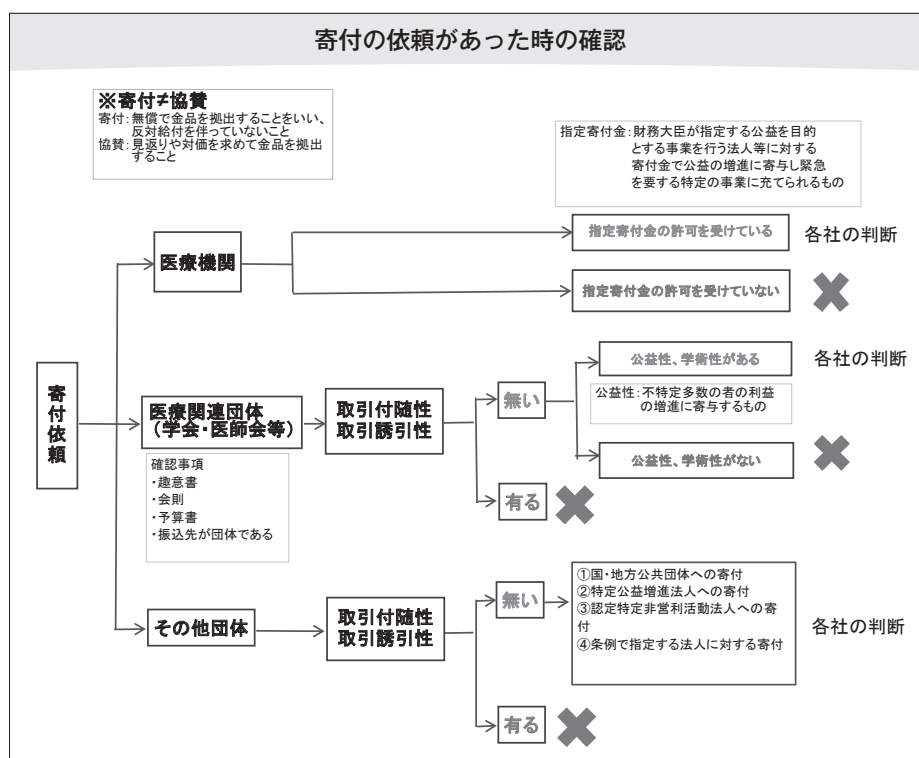 寄付の依頼があった時の確認
※寄付≠協賛
寄付：無償で金品を拠出することをいい、
反対給付を伴っていないこと
協賛：見返りや対価を求めて金品を拠出
すること
指定寄付金：財務大臣が指定する公益を目的
とする事業を行う法人等に対する
寄付金で公益の増進に寄与し緊急
を要する特定の事業に充てられるもの
医療機関
指定寄付金の許可を受けている
各社の判断
指定寄付金の許可を受けていない
寄付依頼
医療関連団体
（学会・医師会等）
確認事項
・趣意書
・会則
・予算書
・振込先が団体である
取引付随性
取引誘引性
無い
公益性、学術性がある
各社の判断
公益性：不特定多数の者の利益
の増進に寄与するもの
公益性、学術性がない
有る
その他団体
取引付随性
取引誘引性
無い
①国・地方公共団体への寄付
②特定公益増進法人への寄付
③認定特定非営利活動法人への寄
付
④条例で指定する法人に対する寄付
各社の判断
有る